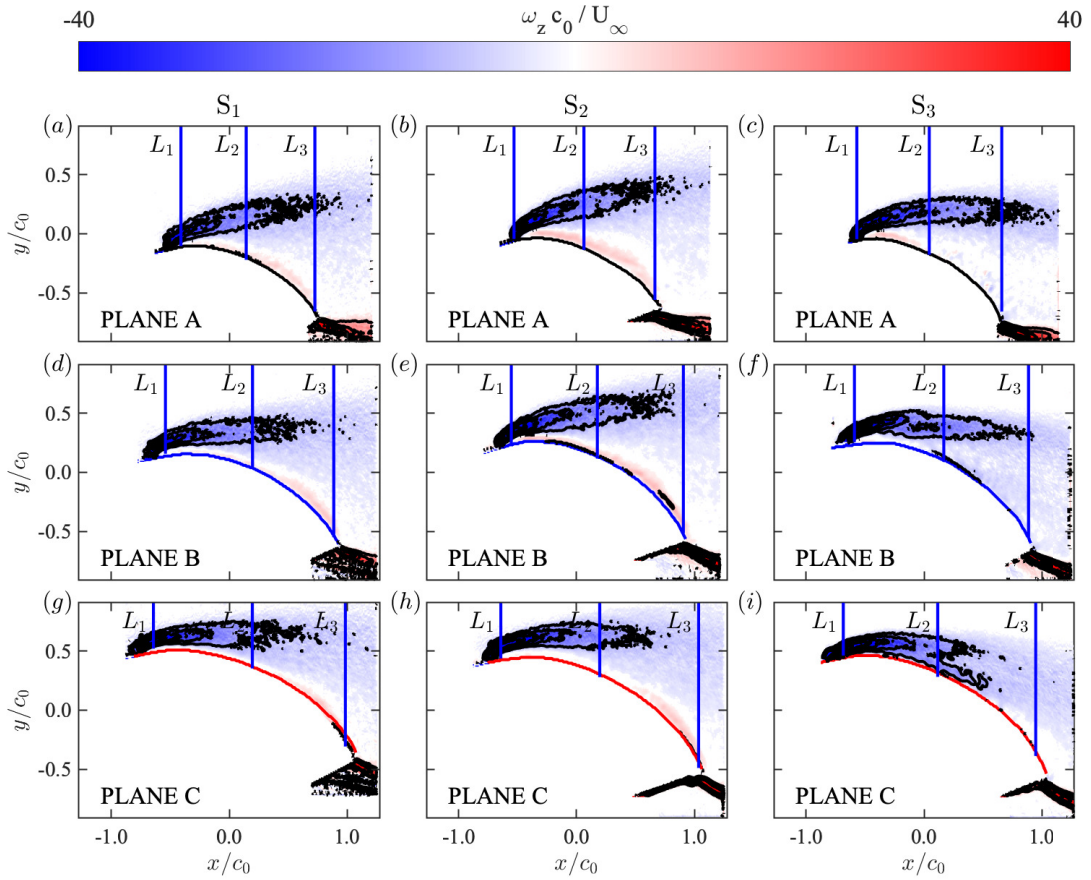 -40 ω_z c_0 / U_∞ 40
S_1 S_2 S_3
(a) L_1 L_2 L_3 (b) L_1 L_2 L_3 (c) L_1 L_2 L_3
0.5
y/c_0 0.0
-0.5
PLANE A PLANE A PLANE A
(d) L_1 L_2 L_3 (e) L_1 L_2 L_3 (f) L_1 L_2 L_3
0.5
y/c_0 0.0
-0.5
PLANE B PLANE B PLANE B
(g) L_1 L L_3 (h) L_1 L_2 L_3 (i) L_1 L_2 L_3
0.5
y/c_0 0.0
-0.5
PLANE C PLANE C PLANE C
-1.0 0.0 1.0 -1.0 0.0 1.0 -1.0 0.0 1.0
x/c_0 x/c_0 x/c_0